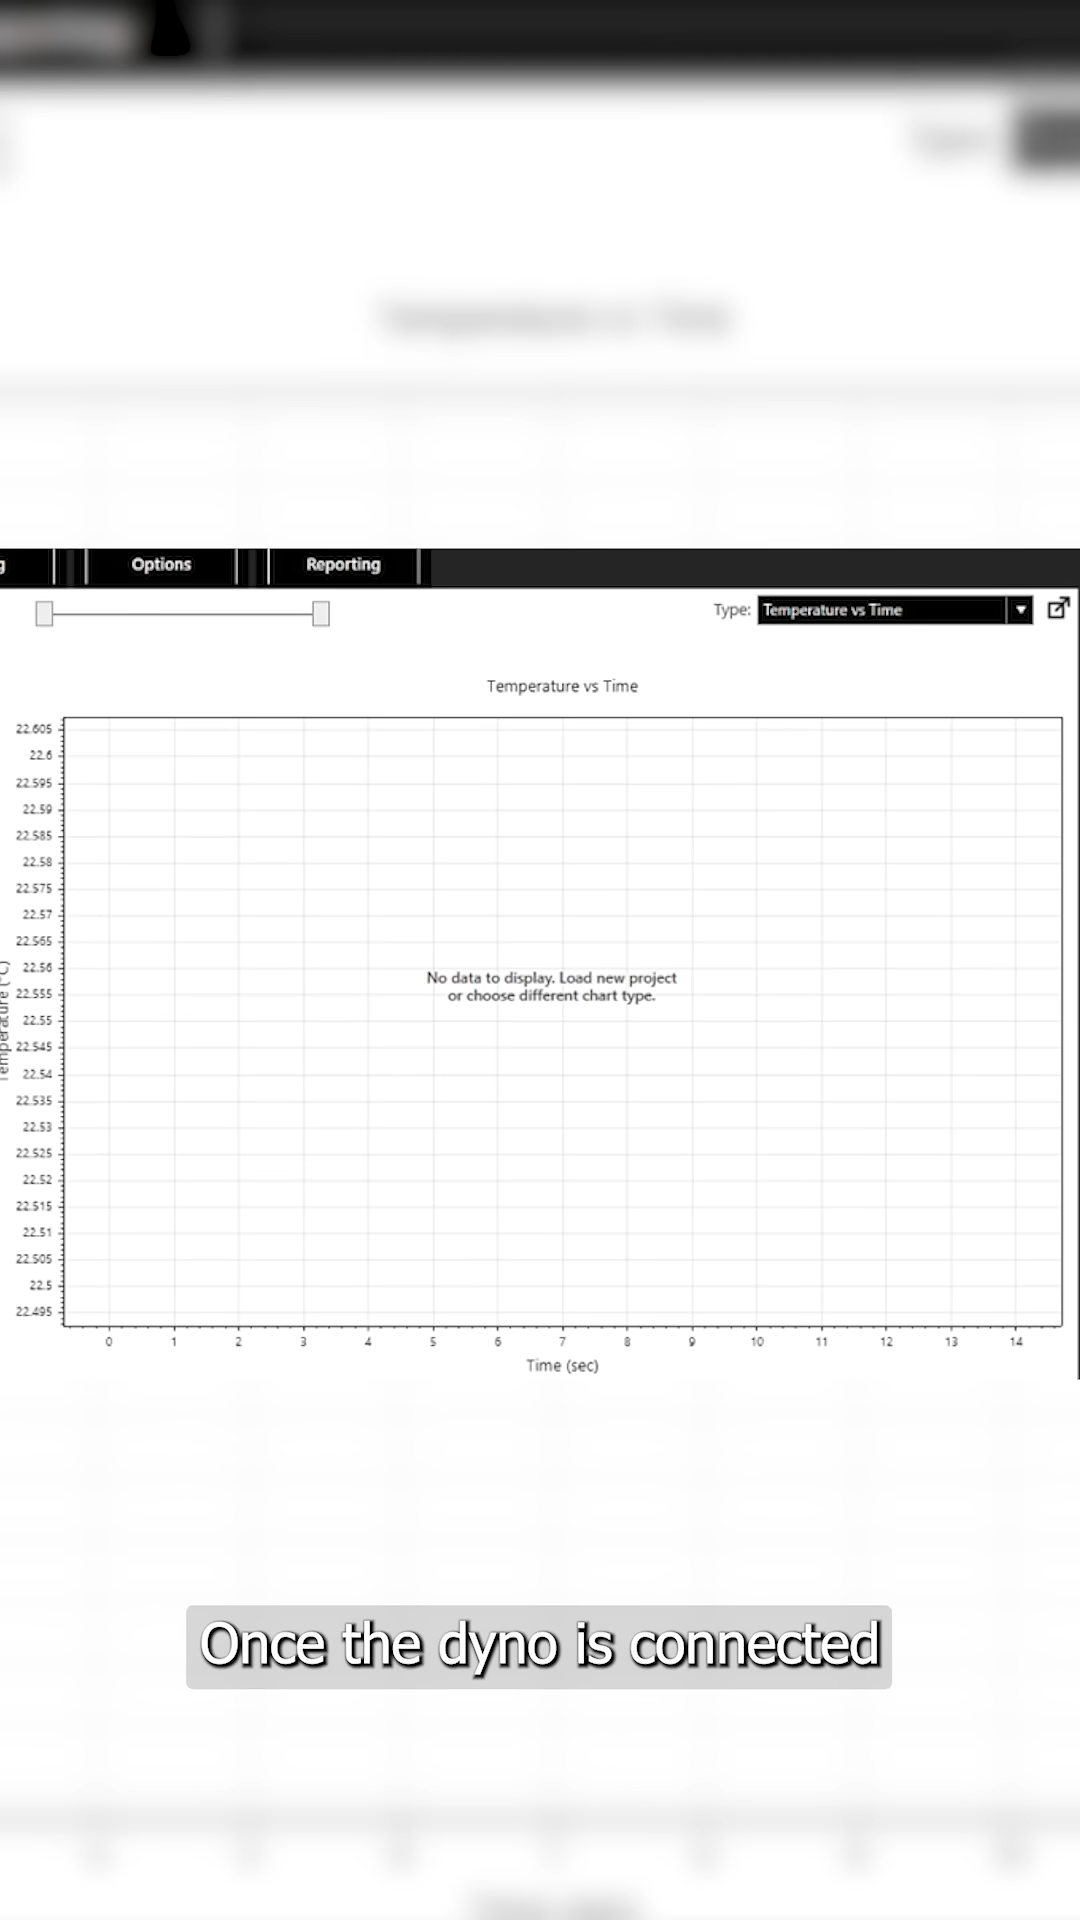 Options
Reporting
Type:
Temperature vs Time
Temperature vs Time
22.605
22.6
22.595
22.59
22.585
22.58
22.575
22.57
22.565
22.56
22.555
22.55
22.545
22.54
22.535
22.53
22.525
22.52
22.515
22.51
22.505
22.5
22.495
Temperature (°C)
No data to display. Load new project
or choose different chart type.
0 1 2 3 4 5 6 7 8 9 10 11 12 13 14
Time (sec)
Once the dyno is connected